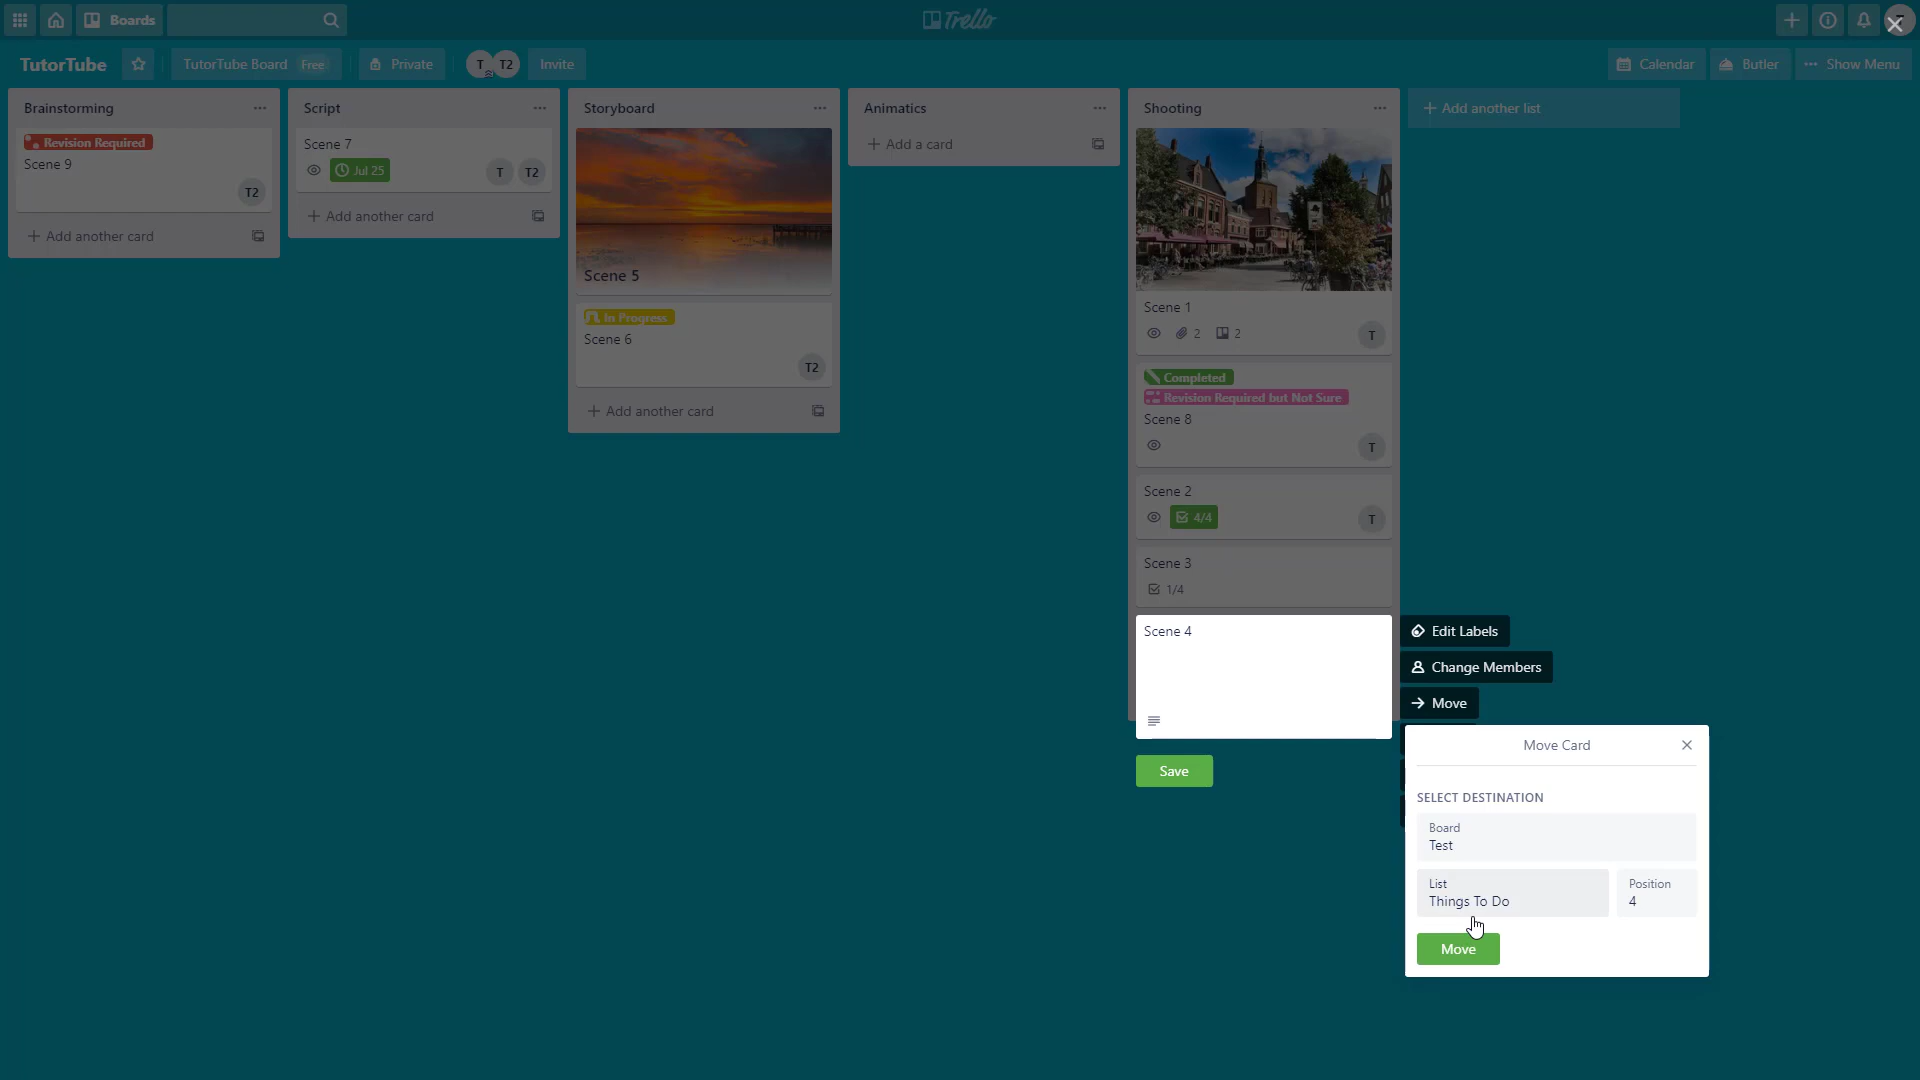 Boards
Trello
TutorTube
TutorTube Board Free
Private
T T2
Invite
Calendar
Butler
Show Menu
Brainstorming
Revision Required
Scene 9
T2
+ Add another card
Script
Scene 7
Jul 25
T T2
+ Add another card
Storyboard
Scene 5
In Progress.
Scene 6
T2
+ Add another card
Animatics
+ Add a card
Shooting
Scene 1
2 2
T
Completed
Revision Required but Not Sure
Scene 8
T
Scene 2
4/4
T
Scene 3
1/4
Scene 4
Save
+ Add another list
Edit Labels
Change Members
Move
Move Card
SELECT DESTINATION
Board
Test
List
Things To Do
Position
4
Move